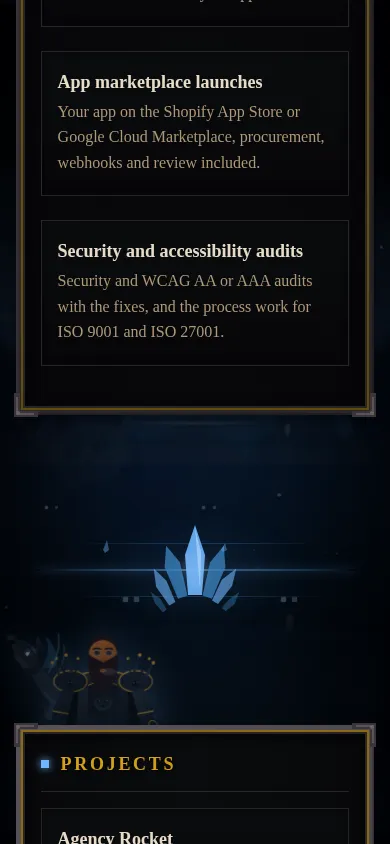 App marketplace launches
Your app on the Shopify App Store or
Google Cloud Marketplace, procurement,
webhooks and review included.
Security and accessibility audits
Security and WCAG AA or AAA audits
with the fixes, and the process work for
ISO 9001 and ISO 27001.
PROJECTS
Agency Rocket